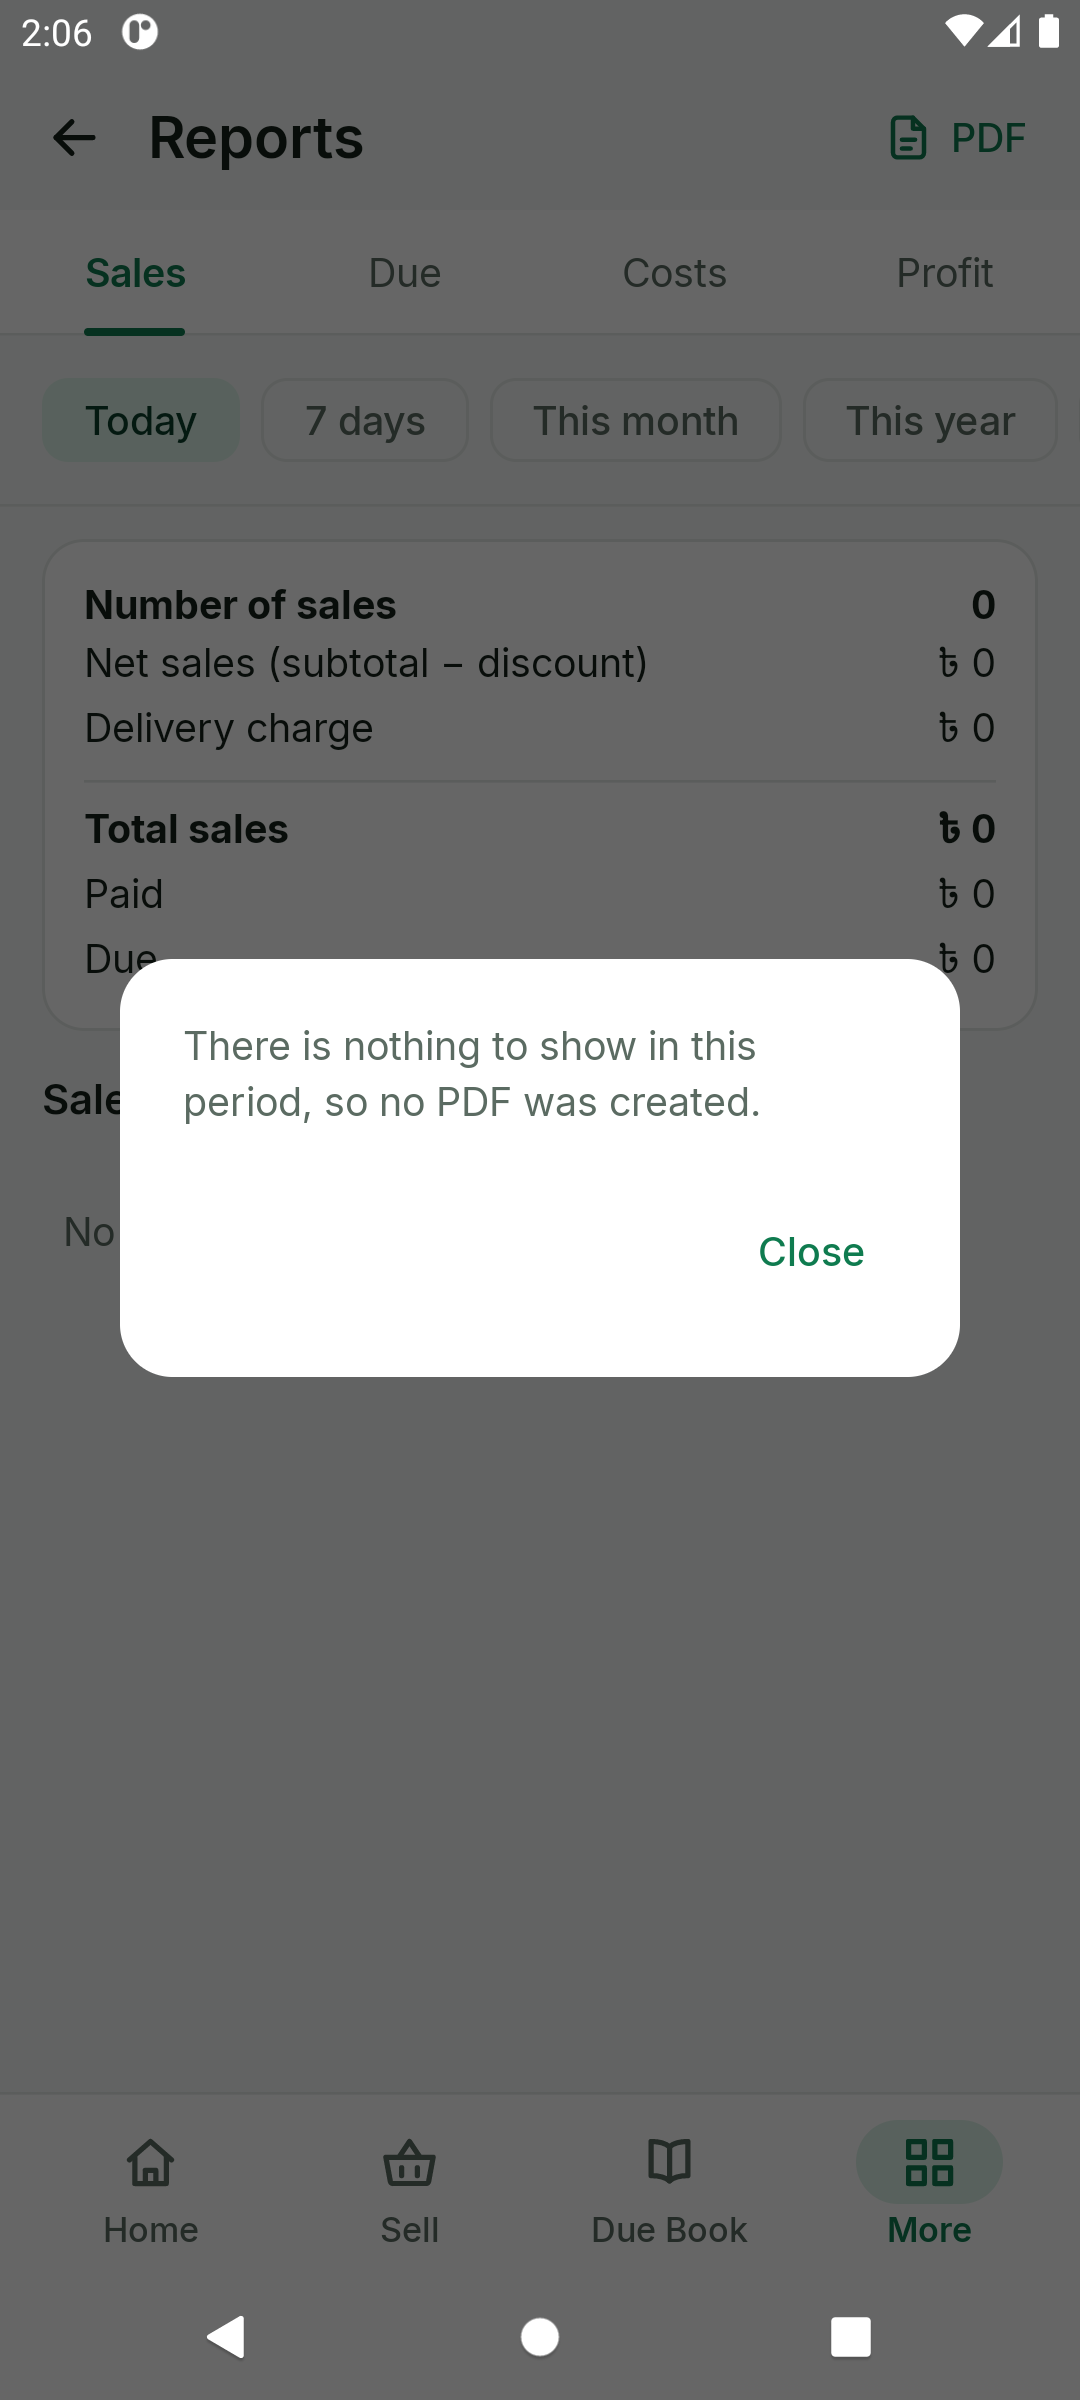 2:06
Reports
PDF
Sales Due Costs Profit
Today 7 days This month This year
Number of sales 0
Net sales (subtotal – discount) ৳ 0
Delivery charge ৳ 0
Total sales ৳ 0
Paid ৳ 0
Due ৳ 0
There is nothing to show in this
period, so no PDF was created.
No
Close
Home Sell Due Book More